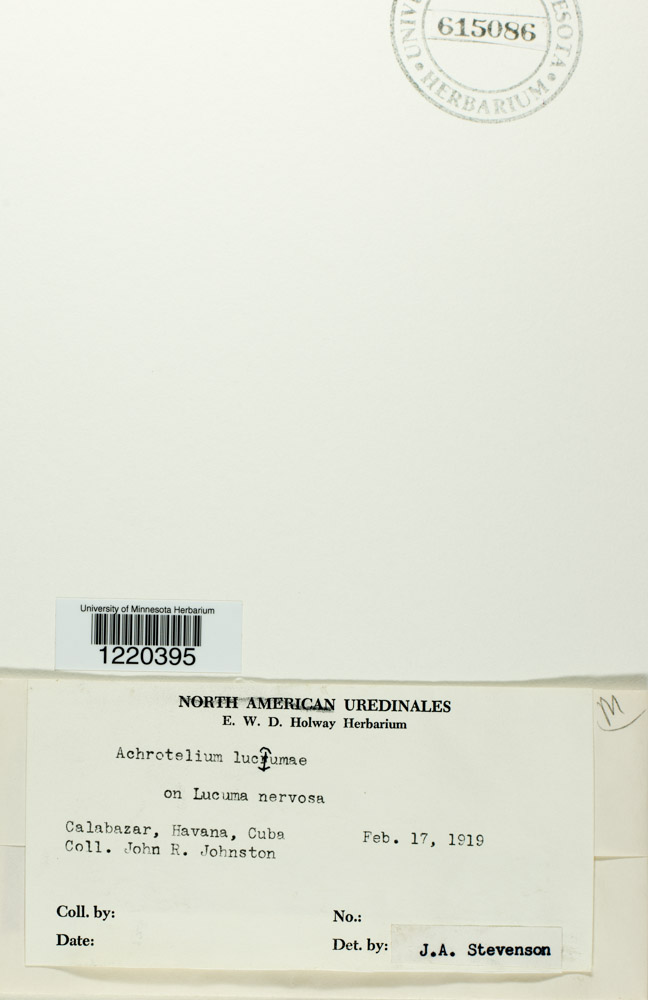 615086
HERBARIUM
University of Minnesota Herbarium
1220395
NORTH AMERICAN UREDINALES
E. W. D. Holway Herbarium
M
Achrotelium lucumae
on Lucuma nervosa
Calabazar, Havana, Cuba Feb. 17, 1919
Coll. John R. Johnston
Coll. by: No.:
Date: Det. by: J.A. Stevenson